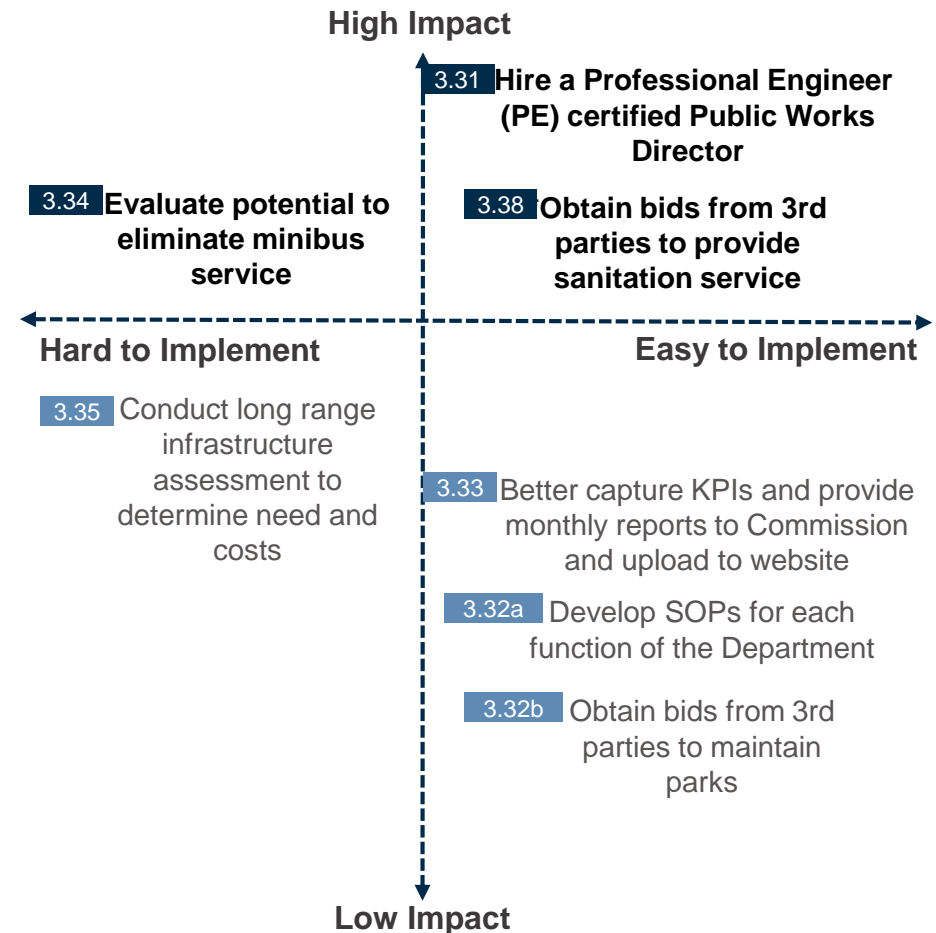 High Impact
3.31 Hire a Professional Engineer
(PE) certified Public Works
Director
3.34 Evaluate potential to
eliminate minibus
service
3.38 Obtain bids from 3rd
parties to provide
sanitation service
Hard to Implement
Easy to Implement
3.35 Conduct long range
infrastructure
assessment to
determine need and
costs
3.33 Better capture KPIs and provide
monthly reports to Commission
and upload to website
3.32a Develop SOPs for each
function of the Department
3.32b Obtain bids from 3rd
parties to maintain
parks
Low Impact